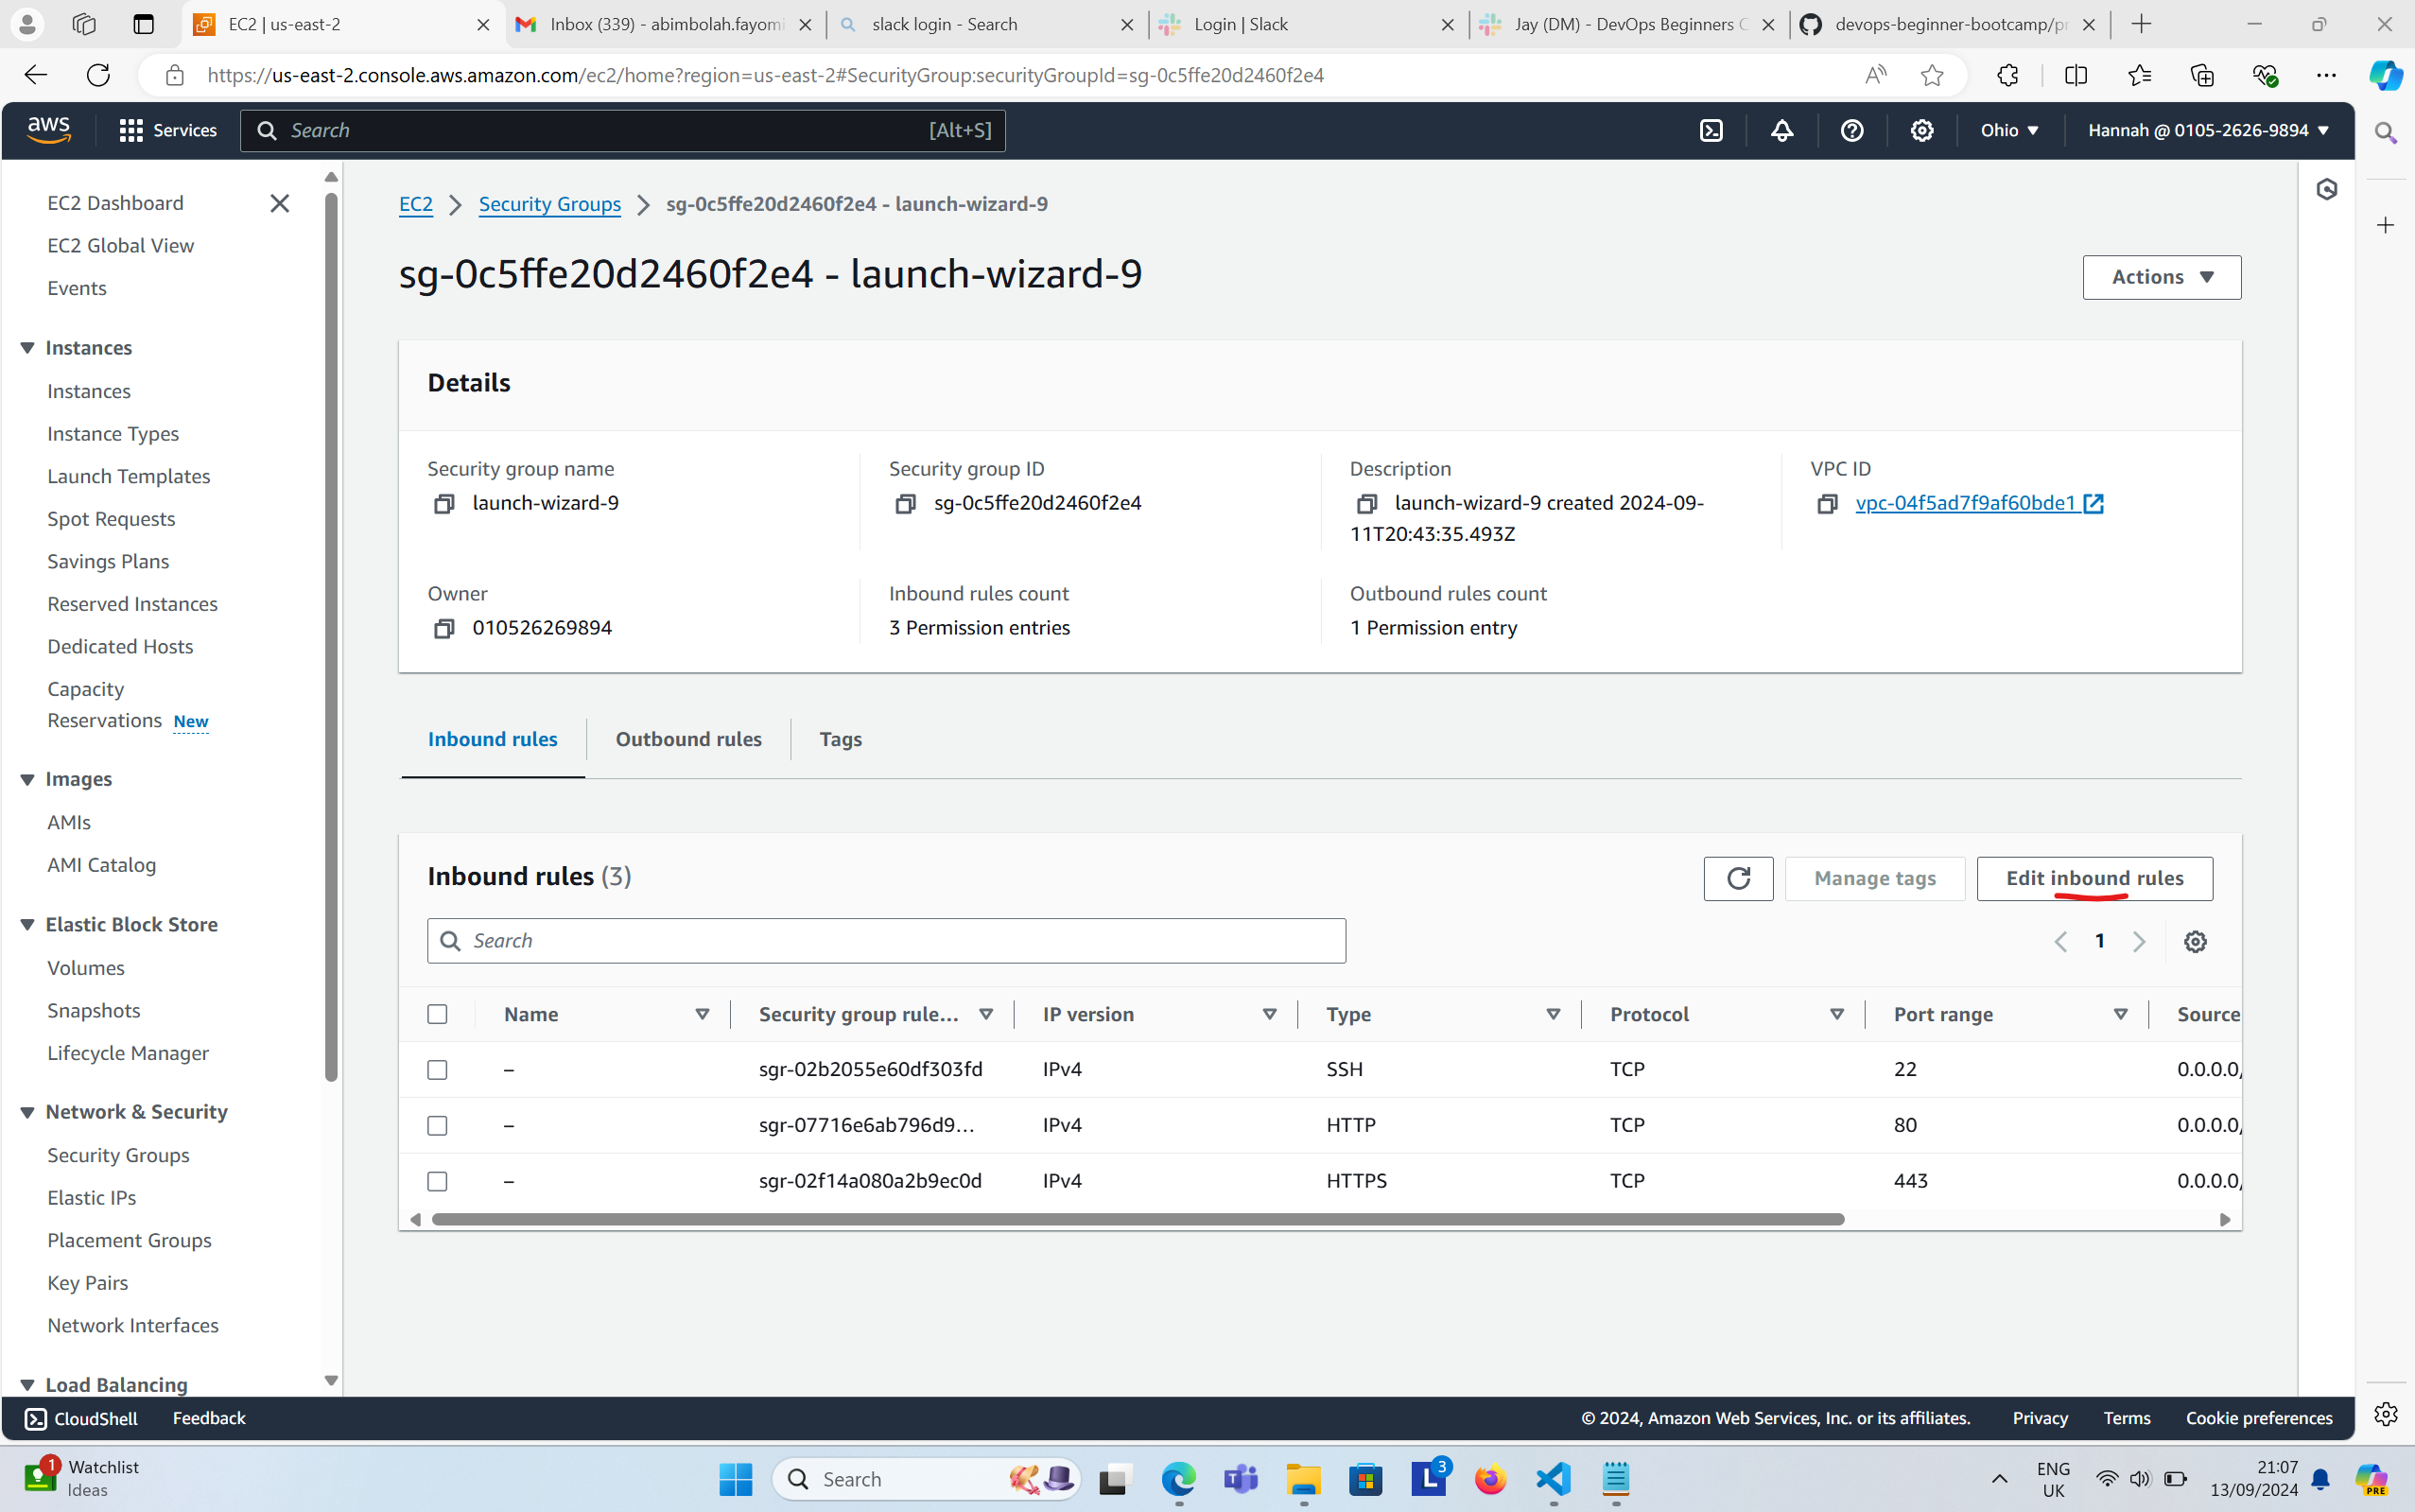 EC2 | us-east-2
Inbox (339) - abimbolah.fayomi
slack login - Search
Login | Slack
Jay (DM) - DevOps Beginners C
devops-beginner-bootcamp/pr
https://us-east-2.console.aws.amazon.com/ec2/home?region=us-east-2#SecurityGroup:securityGroupId=sg-0c5ffe20d2460f2e4
aws
Services
Search
[Alt+S]
Ohio
Hannah @ 0105-2626-9894
EC2 Dashboard
EC2 Global View
Events
Instances
Instances
Instance Types
Launch Templates
Spot Requests
Savings Plans
Reserved Instances
Dedicated Hosts
Capacity
Reservations New
Images
AMIs
AMI Catalog
Elastic Block Store
Volumes
Snapshots
Lifecycle Manager
Network & Security
Security Groups
Elastic IPs
Placement Groups
Key Pairs
Network Interfaces
Load Balancing
EC2 > Security Groups > sg-0c5ffe20d2460f2e4 - launch-wizard-9
sg-0c5ffe20d2460f2e4 - launch-wizard-9
Actions
Details
Security group name
launch-wizard-9
Security group ID
sg-0c5ffe20d2460f2e4
Description
launch-wizard-9 created 2024-09-
11T20:43:35.493Z
VPC ID
vpc-04f5ad7f9af60bde1
Owner
010526269894
Inbound rules count
3 Permission entries
Outbound rules count
1 Permission entry
Inbound rules
Outbound rules
Tags
Inbound rules (3)
Manage tags
Edit inbound rules
Search
1
Name Security group rule... IP version Type Protocol Port range Source
– sgr-02b2055e60df303fd IPv4 SSH TCP 22 0.0.0.0/
– sgr-07716e6ab796d9... IPv4 HTTP TCP 80 0.0.0.0/
– sgr-02f14a080a2b9ec0d IPv4 HTTPS TCP 443 0.0.0.0/
CloudShell
Feedback
© 2024, Amazon Web Services, Inc. or its affiliates.
Privacy
Terms
Cookie preferences
1
Watchlist
Ideas
Search
3
ENG
UK
21:07
13/09/2024
PRE